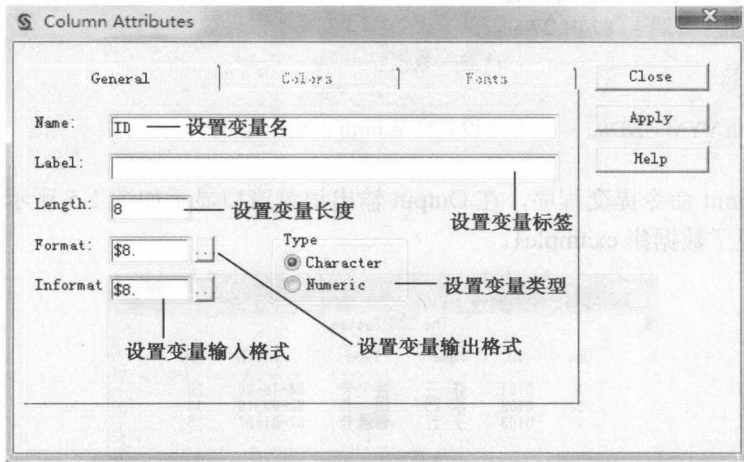 Column Attributes
General
Colors
Fonts
Close
Name:
ID
设置变量名
Apply
Label:
Help
Length:
8
设置变量长度
设置变量标签
Format:
$8.
...
Type
Character
Informat
$8.
...
Numeric
设置变量类型
设置变量输入格式
设置变量输出格式